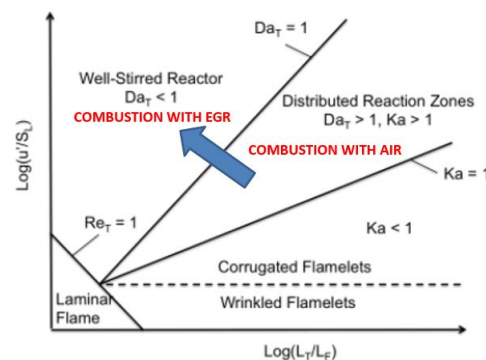 Da_T = 1
Well-Stirred Reactor
Da_T < 1
COMBUSTION WITH EGR
Distributed Reaction Zones
Da_T > 1, Ka > 1
COMBUSTION WITH AIR
Ka = 1
Log(u'/S_L)
Re_T = 1
Ka < 1
Corrugated Flamelets
Laminar
Flame
Wrinkled Flamelets
Log(L_T/L_F)